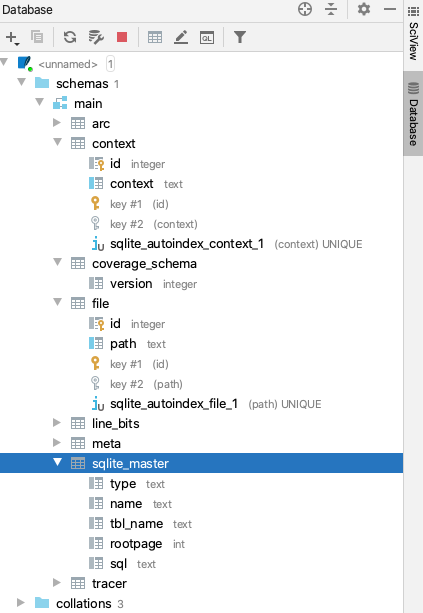 Database
<unnamed> 1
schemas 1
main
arc
context
id integer
context text
key #1 (id)
key #2 (context)
sqlite_autoindex_context_1 (context) UNIQUE
coverage_schema
version integer
file
id integer
path text
key #1 (id)
key #2 (path)
sqlite_autoindex_file_1 (path) UNIQUE
line_bits
meta
sqlite_master
type text
name text
tbl_name text
rootpage int
sql text
tracer
collations 3
SciView
Database
QL